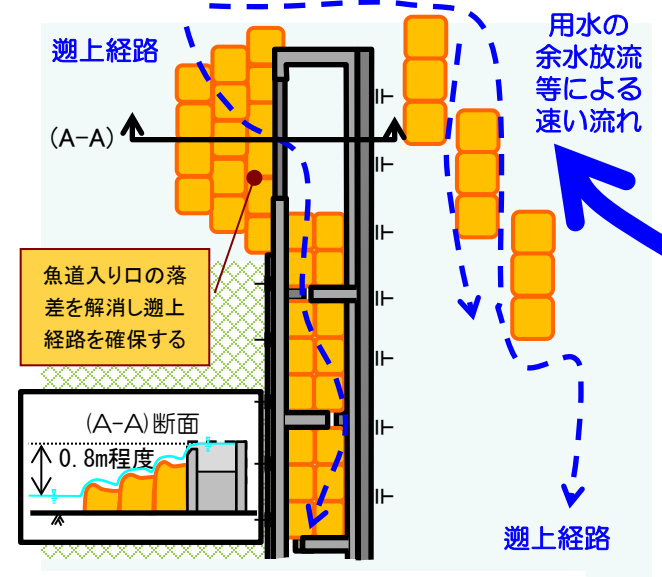 遡上経路
用水の
余水放流
等による
速い流れ
(A-A)
魚道入り口の落
差を解消し遡上
経路を確保する
(A-A)断面
0.8m程度
遡上経路